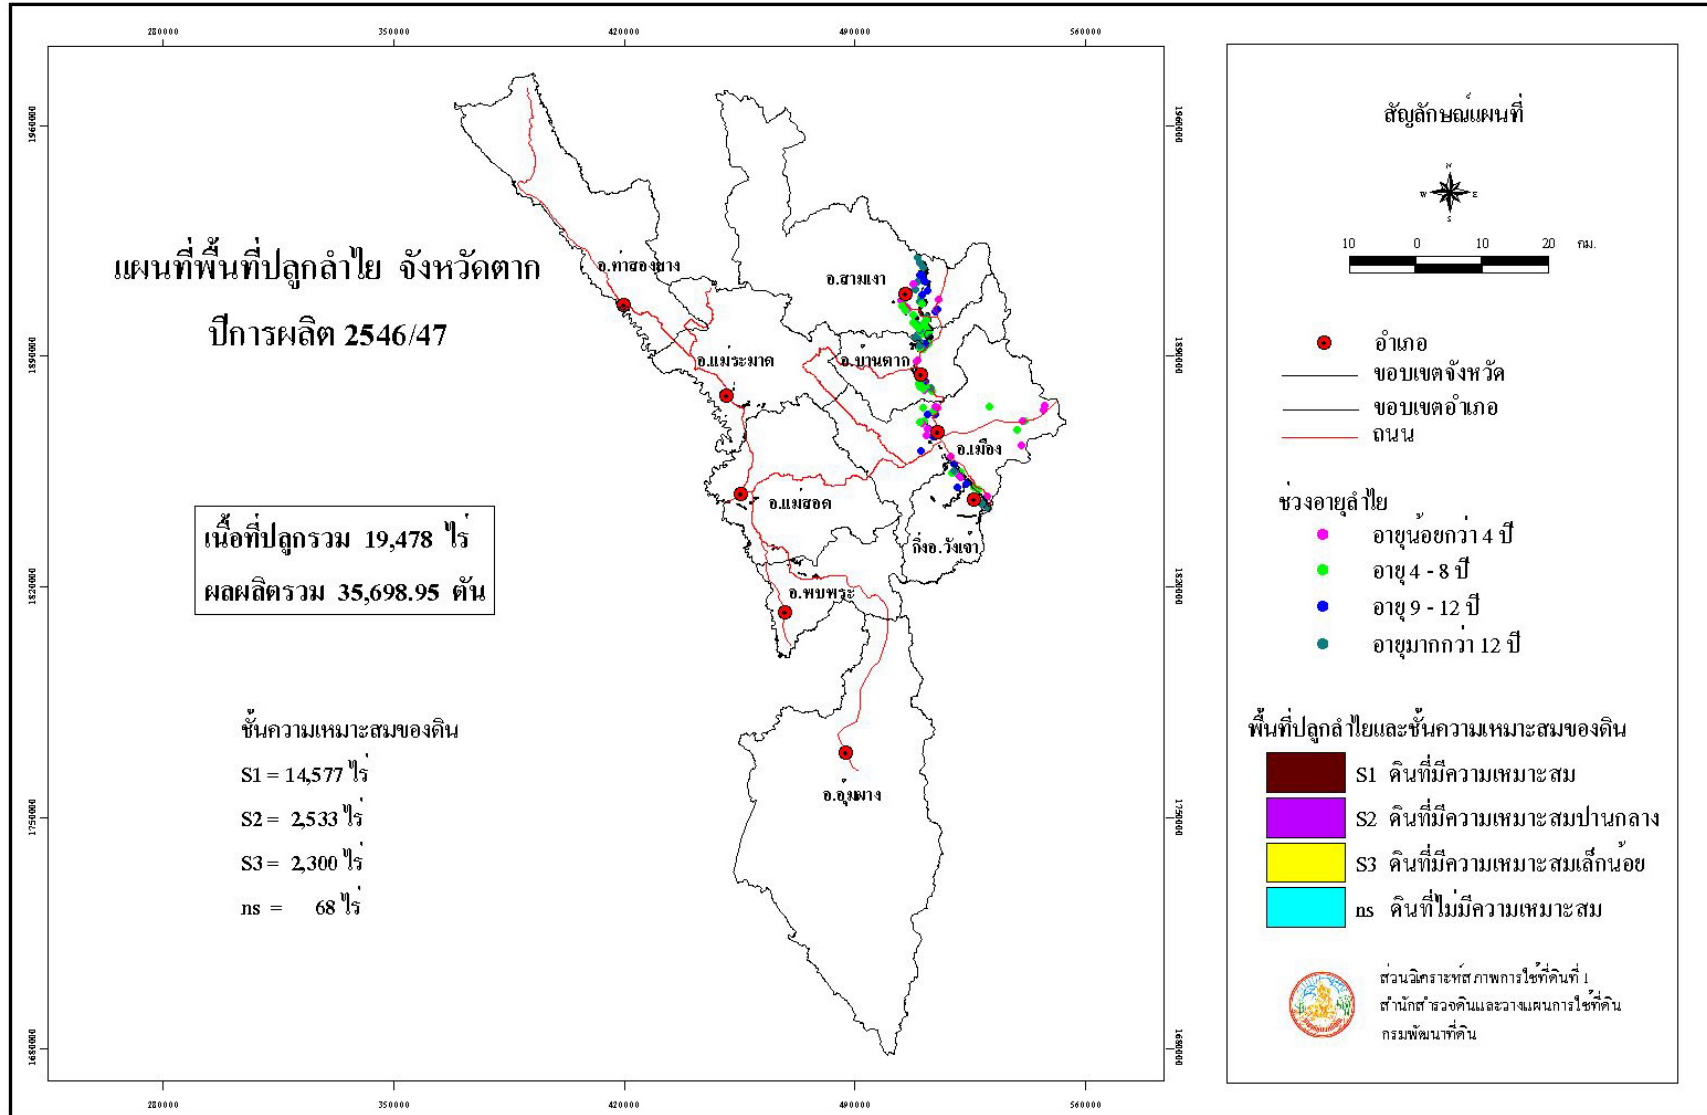 280000 350000 420000 490000 560000
1960000
1890000
1820000
1750000
1680000
แผนที่พื้นที่ปลูกลำไย จังหวัดตาก
ปีการผลิต 2546/47
เนื้อที่ปลูกรวม 19,478 ไร่
ผลผลิตรวม 35,698.95 ตัน
ชั้นความเหมาะสมของดิน
S1 = 14,577 ไร่
S2 = 2,533 ไร่
S3 = 2,300 ไร่
ns = 68 ไร่
อ.ท่าสองยาง
อ.สามเงา
อ.แม่ระมาด
อ.บ้านตาก
อ.เมือง
อ.แม่สอด
กิ่งอ.วังเจ้า
อ.พบพระ
อ.อุ้มผาง
1960000
1890000
1820000
1750000
1680000
280000 350000 420000 490000 560000
สัญลักษณ์แผนที่
N
W E
S
10 0 10 20 กม.
อำเภอ
ขอบเขตจังหวัด
ขอบเขตอำเภอ
ถนน
ช่วงอายุลำไย
อายุน้อยกว่า 4 ปี
อายุ 4 - 8 ปี
อายุ 9 - 12 ปี
อายุมากกว่า 12 ปี
พื้นที่ปลูกลำไยและชั้นความเหมาะสมของดิน
S1 ดินที่มีความเหมาะสม
S2 ดินที่มีความเหมาะสมปานกลาง
S3 ดินที่มีความเหมาะสมเล็กน้อย
ns ดินที่ไม่มีความเหมาะสม
ส่วนวิเคราะห์สภาพการใช้ที่ดินที่ 1
สำนักสำรวจดินและวางแผนการใช้ที่ดิน
กรมพัฒนาที่ดิน